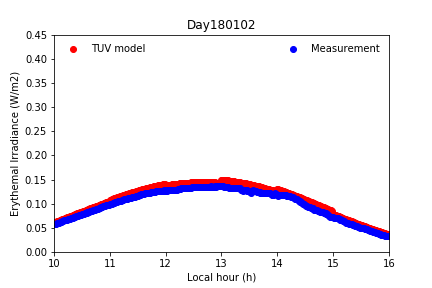 Day180102
TUV model
Measurement
Erythemal Irradiance (W/m2)
0.45
0.40
0.35
0.30
0.25
0.20
0.15
0.10
0.05
0.00
10 11 12 13 14 15 16
Local hour (h)